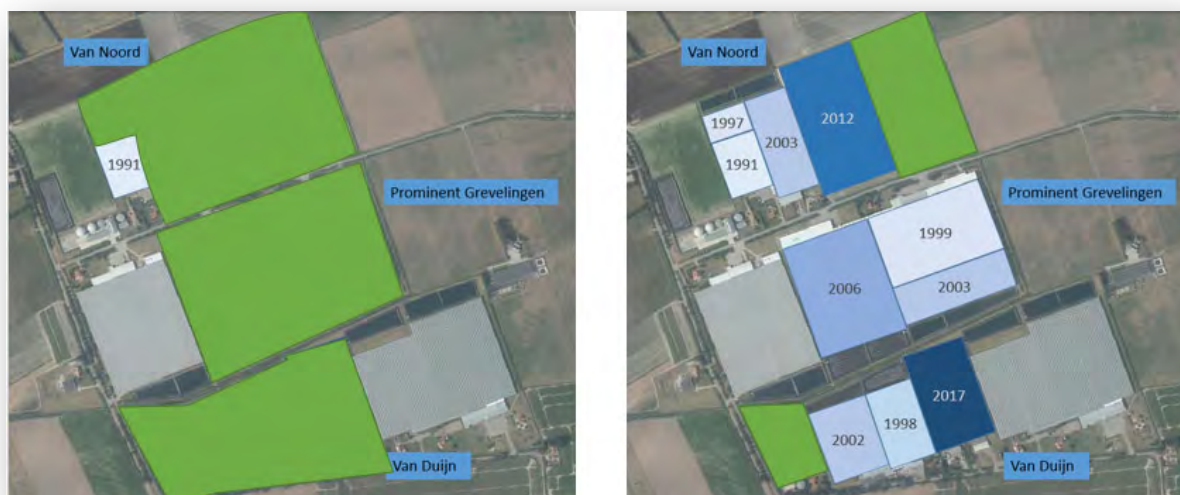 Van Noord
1991
Prominent Grevelingen
Van Duijn
Van Noord
1997
1991
2003
2012
Prominent Grevelingen
1999
2006
2003
2017
1998
2002
Van Duijn